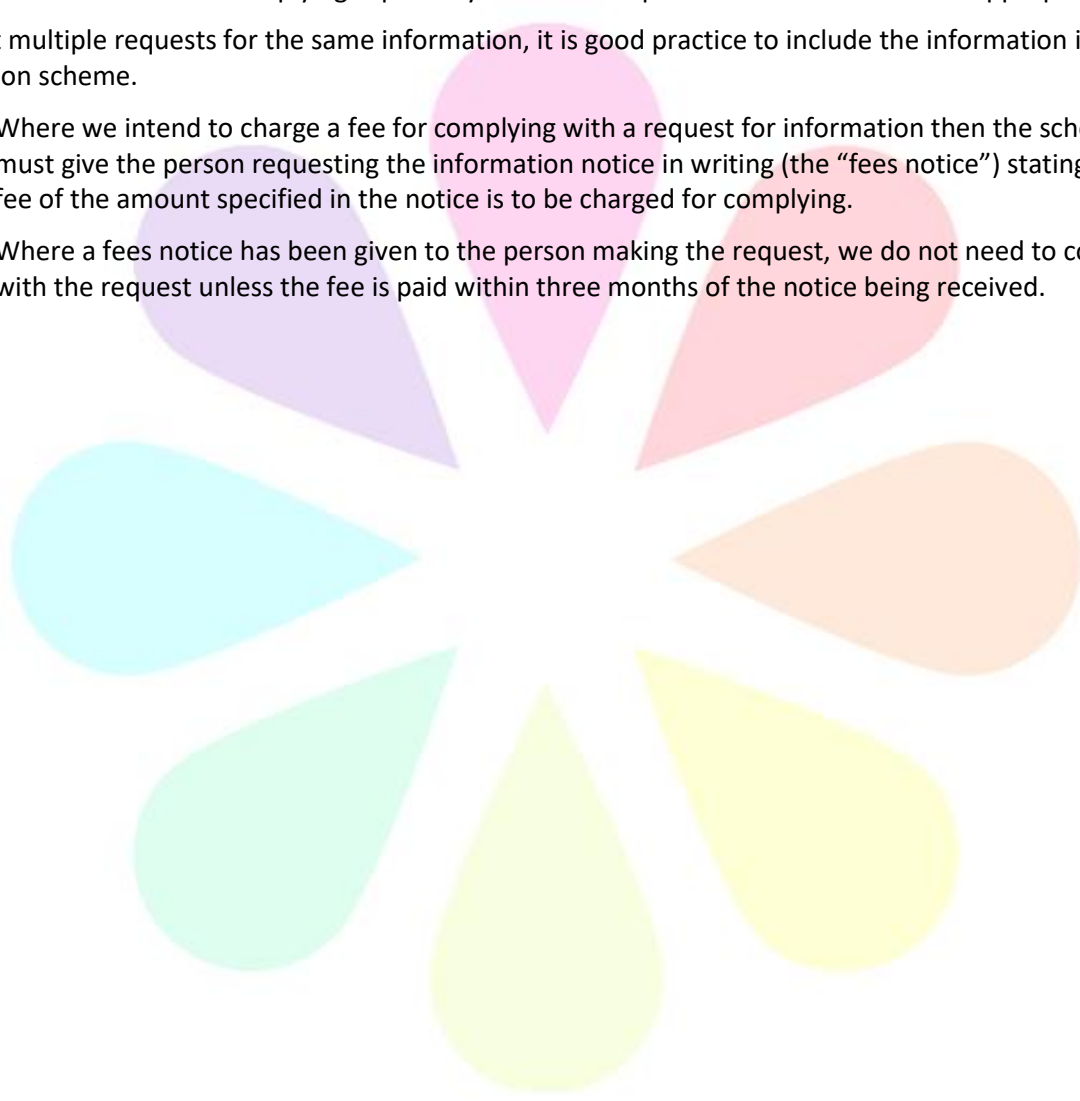 multiple requests for the same information, it is good practice to include the information
on scheme.
Where we intend to charge a fee for complying with a request for information then the
must give the person requesting the information notice in writing (the “fees notice”) stating
fee of the amount specified in the notice is to be charged for complying.
Where a fees notice has been given to the person making the request, we do not need to
with the request unless the fee is paid within three months of the notice being received.